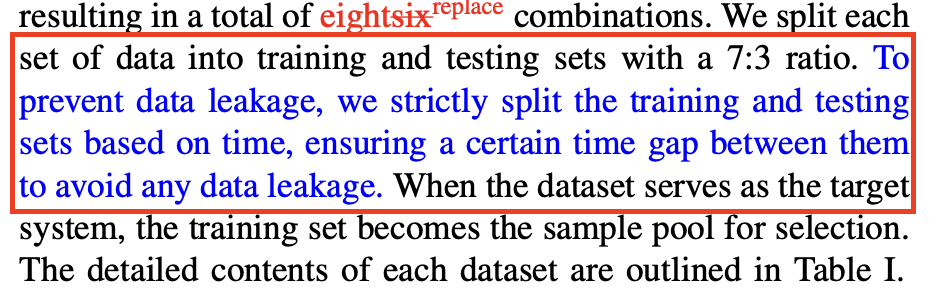 resulting in a total of eightsixreplace combinations. We split each
set of data into training and testing sets with a 7:3 ratio. To
prevent data leakage, we strictly split the training and testing
sets based on time, ensuring a certain time gap between them
to avoid any data leakage. When the dataset serves as the target
system, the training set becomes the sample pool for selection.
The detailed contents of each dataset are outlined in Table I.